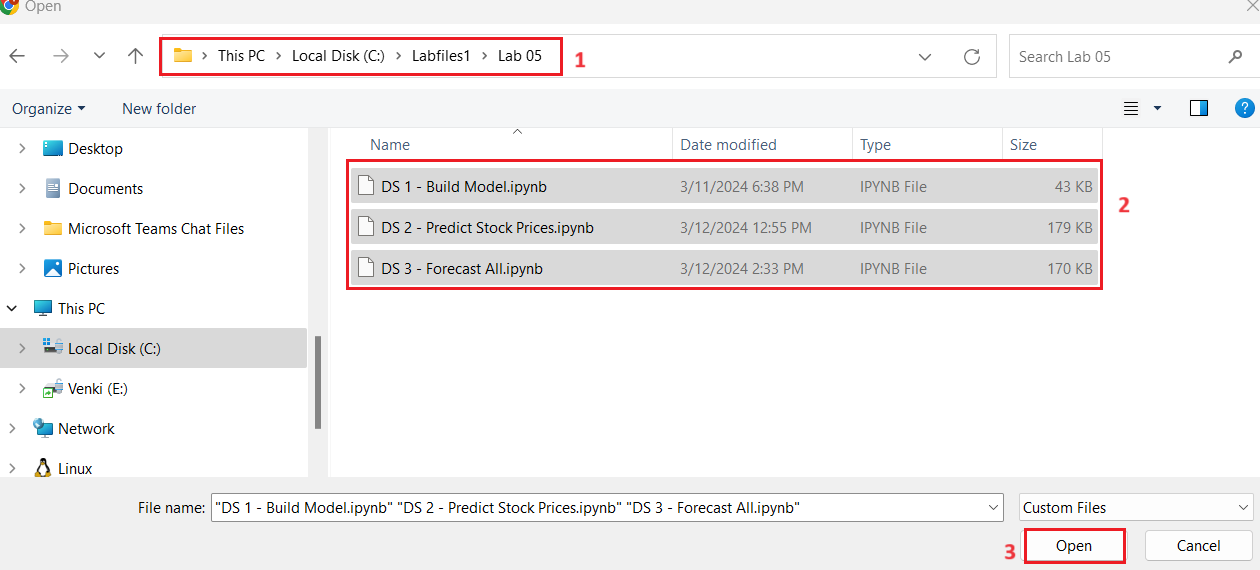 Open
This PC > Local Disk (C:) > Labfiles1 > Lab 05
1
Search Lab 05
Organize
New folder
?
Desktop
Documents
Microsoft Teams Chat Files
Pictures
This PC
Local Disk (C:)
Venki (E:)
Network
Linux
Name Date modified Type Size
DS 1 - Build Model.ipynb 3/11/2024 6:38 PM IPYNB File 43 KB
DS 2 - Predict Stock Prices.ipynb 3/12/2024 12:55 PM IPYNB File 179 KB
DS 3 - Forecast All.ipynb 3/12/2024 2:33 PM IPYNB File 170 KB
2
File name: "DS 1 - Build Model.ipynb" "DS 2 - Predict Stock Prices.ipynb" "DS 3 - Forecast All.ipynb"
Custom Files
3
Open
Cancel